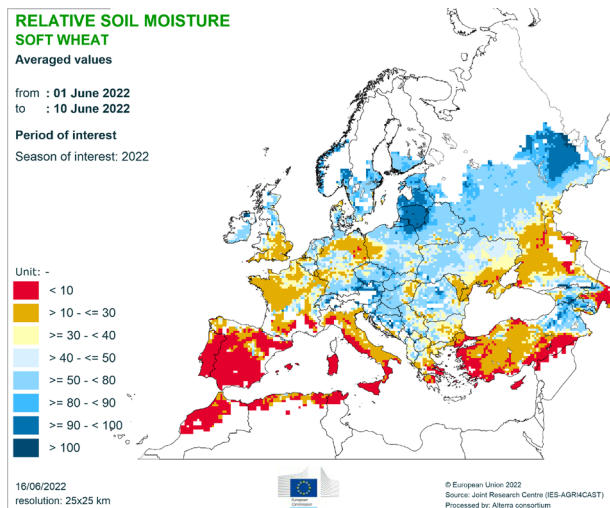 RELATIVE SOIL MOISTURE
SOFT WHEAT
Averaged values
from : 01 June 2022
to : 10 June 2022
Period of interest
Season of interest: 2022
Unit: -
< 10
> 10 - <= 30
>= 30 - < 40
> 40 - <= 50
>= 50 - < 80
>= 80 - < 90
>= 90 - < 100
> 100
16/06/2022
resolution: 25x25 km
European
Commission
© European Union 2022
Source: Joint Research Centre (IES-AGRI4CAST)
Processed by: Alterra consortium